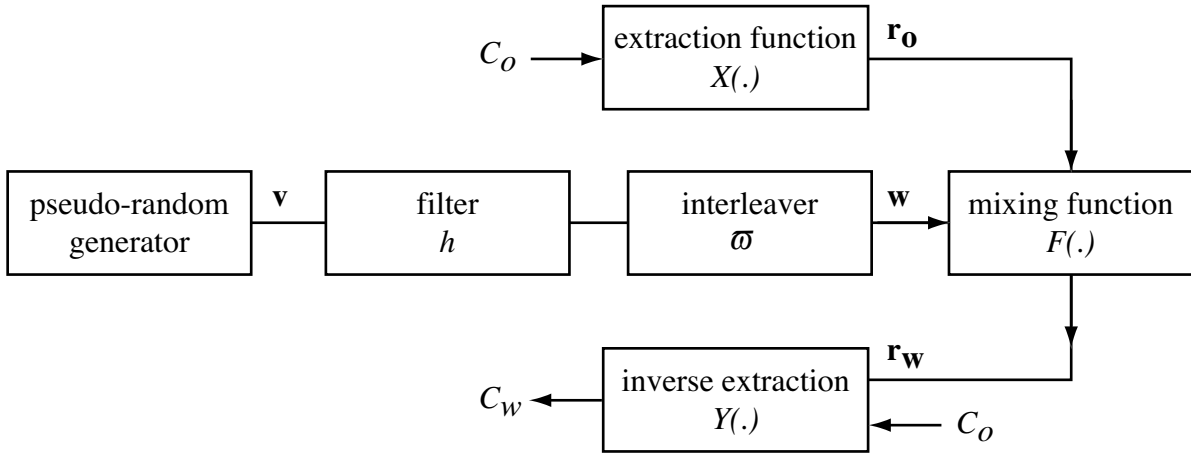 C_o
extraction function
X(.)
r_o
pseudo-random
generator
v
filter
h
interleaver
ϖ
w
mixing function
F(.)
C_w
inverse extraction
Y(.)
r_w
C_o